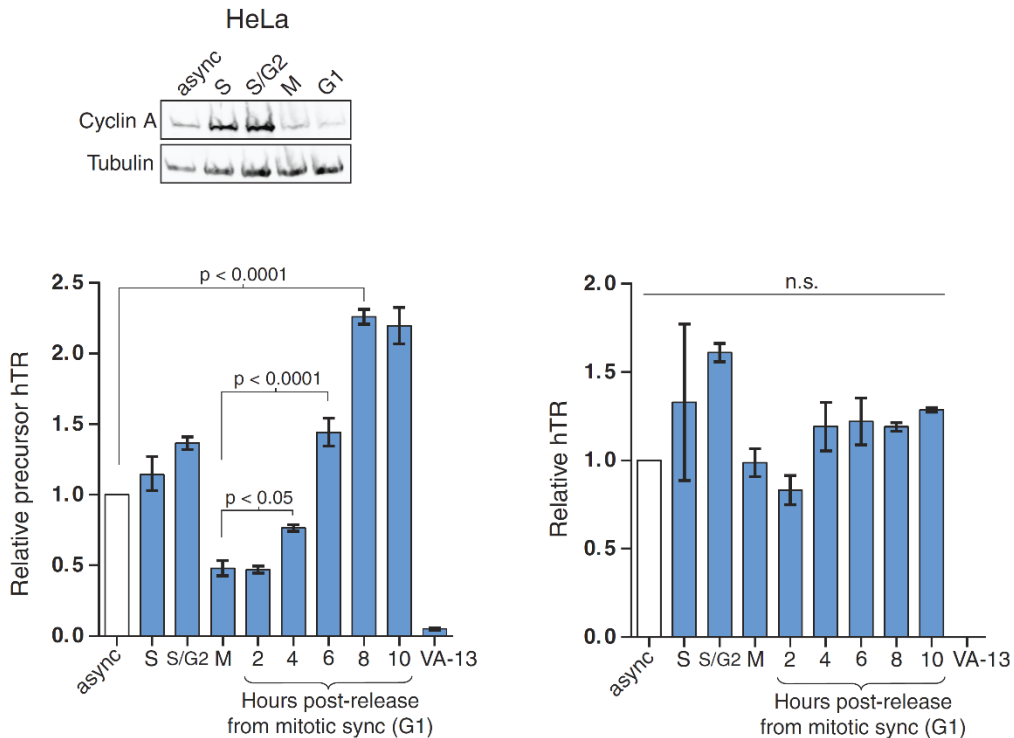 HeLa
async S S/G2 M G1
Cyclin A
Tubulin
Relative precursor hTR
2.5
2.0
1.5
1.0
0.5
0.0
p < 0.0001
p < 0.0001
p < 0.05
async S S/G2 M 2 4 6 8 10 VA-13
Hours post-release
from mitotic sync (G1)
Relative hTR
2.0
1.5
1.0
0.5
0.0
n.s.
async S S/G2 M 2 4 6 8 10 VA-13
Hours post-release
from mitotic sync (G1)